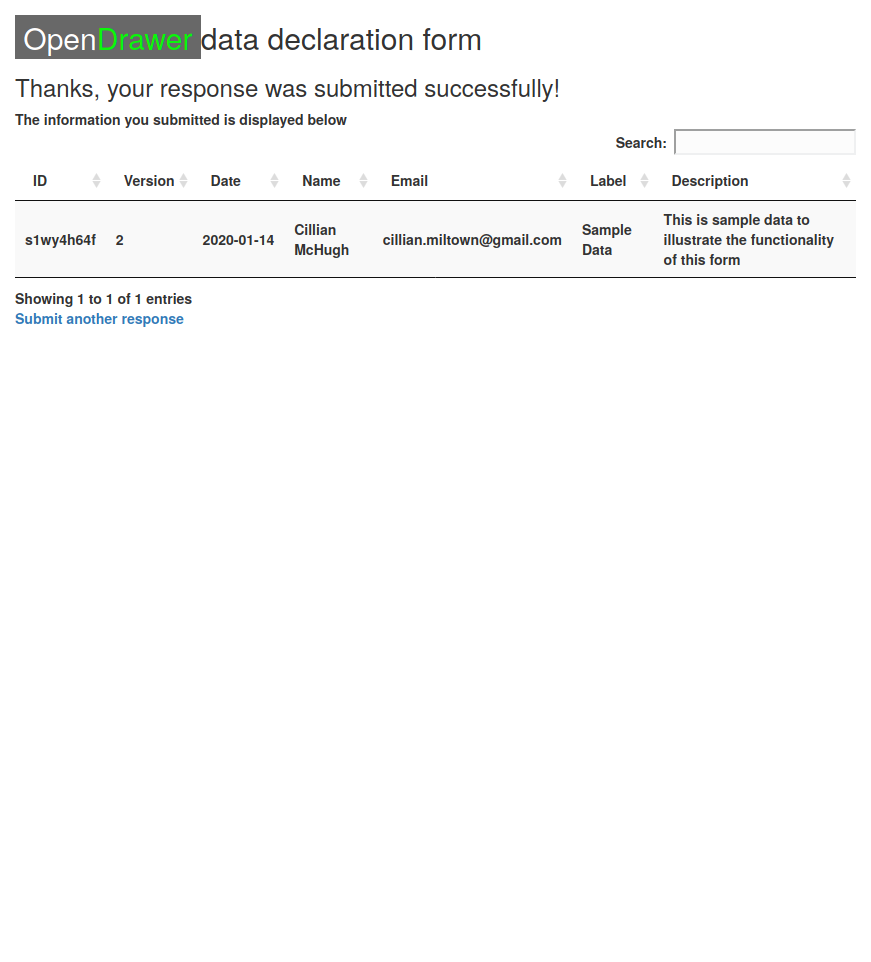 OpenDrawer data declaration form
Thanks, your response was submitted successfully!
The information you submitted is displayed below
Search:
ID Version Date Name Email Label Description
s1wy4h64f 2 2020-01-14 Cillian McHugh cillian.miltown@gmail.com Sample Data This is sample data to illustrate the functionality of this form
Showing 1 to 1 of 1 entries
Submit another response